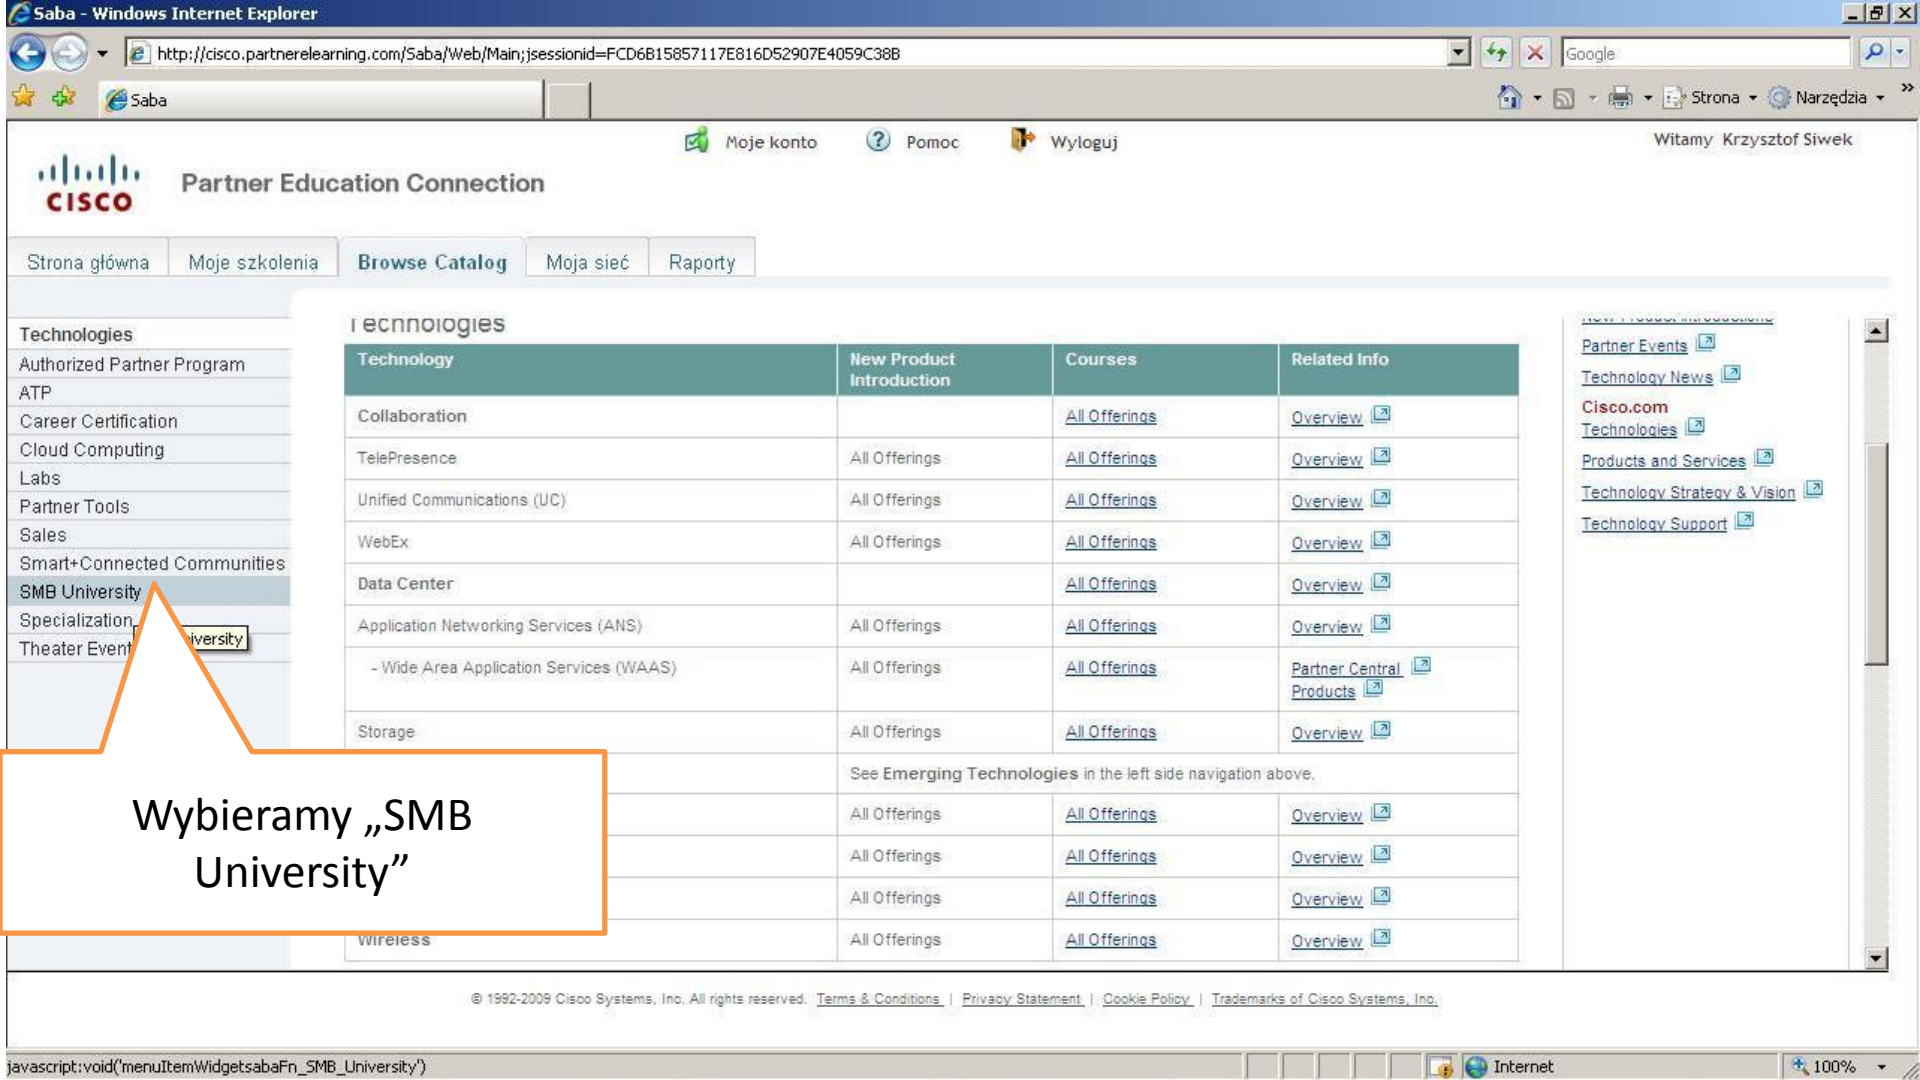 Saba - Windows Internet Explorer
http://cisco.partnerelearning.com/Saba/Web/Main;jsessionid=FCD6B15857117E816D52907E4059C38B
Google
Saba
Strona
Narzędzia
»
Moje konto
Pomoc
Wyloguj
Witamy Krzysztof Siwek
CISCO
Partner Education Connection
Strona główna
Moje szkolenia
Browse Catalog
Moja sieć
Raporty
Technologies
Authorized Partner Program
ATP
Career Certification
Cloud Computing
Labs
Partner Tools
Sales
Smart+Connected Communities
SMB University
Specialization
Theater Event
iversity
Wybieramy „SMB
University”
Technologies
Technology New Product Introduction Courses Related Info
Collaboration All Offerings Overview
TelePresence All Offerings All Offerings Overview
Unified Communications (UC) All Offerings All Offerings Overview
WebEx All Offerings All Offerings Overview
Data Center All Offerings Overview
Application Networking Services (ANS) All Offerings All Offerings Overview
- Wide Area Application Services (WAAS) All Offerings All Offerings Partner Central
Products
Storage All Offerings All Offerings Overview
See Emerging Technologies in the left side navigation above.
All Offerings All Offerings Overview
All Offerings All Offerings Overview
All Offerings All Offerings Overview
Wireless All Offerings All Offerings Overview
New Product Introductions
Partner Events
Technology News
Cisco.com
Technologies
Products and Services
Technology Strategy & Vision
Technology Support
© 1992-2009 Cisco Systems, Inc. All rights reserved. Terms & Conditions | Privacy Statement | Cookie Policy | Trademarks of Cisco Systems, Inc.
javascript:void('menuItemWidgetsabaFn_SMB_University')
Internet
100%